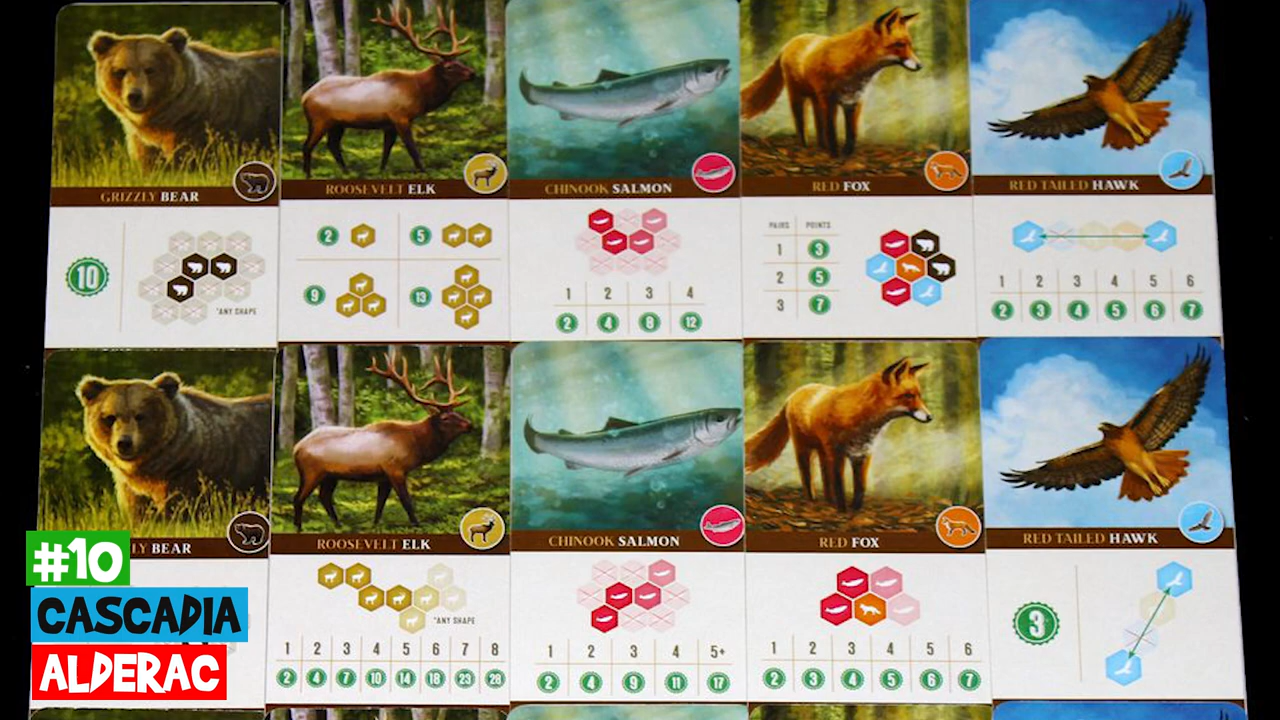 GRIZZLY BEAR
ROOSEVELT ELK
CHINOOK SALMON
RED FOX
RED TAILED HAWK
10
*ANY SHAPE
2
5
9
13
1 2 3 4
2 4 8 12
PAIRS POINTS
1 3
2 5
3 7
1 2 3 4 5 6
2 3 4 5 6 7
LY BEAR
ROOSEVELT ELK
CHINOOK SALMON
RED FOX
RED TAILED HAWK
*ANY SHAPE
1 2 3 4 5 6 7 8
2 4 7 10 14 18 23 28
1 2 3 4 5+
2 4 9 11 17
1 2 3 4 5 6
2 3 4 5 6 7
3
#10
CASCADIA
ALDERAC